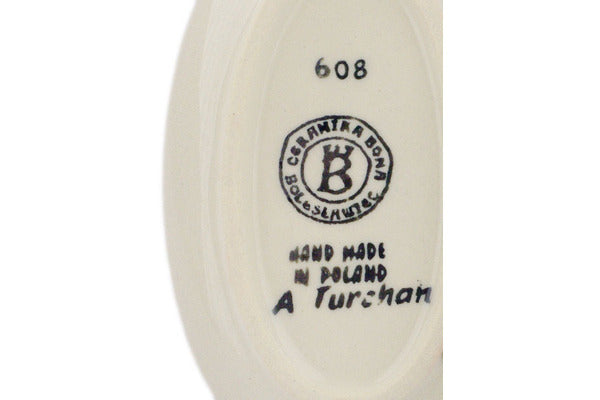 608
CERAMIKA BONA
B
BOLESŁAWIEC
HAND MADE
IN POLAND
A Turchan